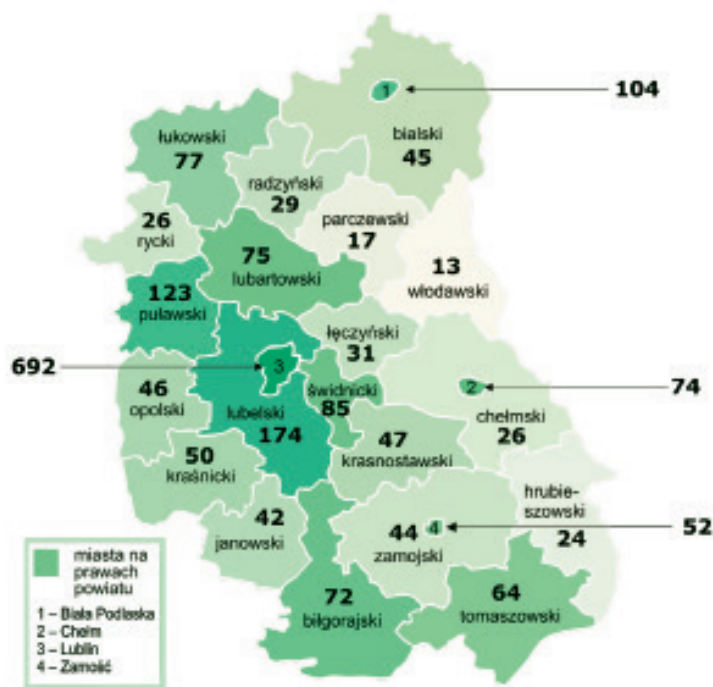 1
104
bialski
45
łukowski
77
radzyński
29
parczewski
17
26
rycki
75
lubartowski
13
włodawski
123
puławski
łęczyński
31
692
3
46
opolski
świdnicki
85
lubelski
174
2
74
chełmski
26
47
krasnostawski
50
kraśnicki
hrubie-
szowski
24
42
janowski
44
zamojski
4
52
72
biłgorajski
64
tomaszowski
miasta na
prawach
powiatu
1 – Biała Podlaska
2 – Chełm
3 – Lublin
4 – Zamość